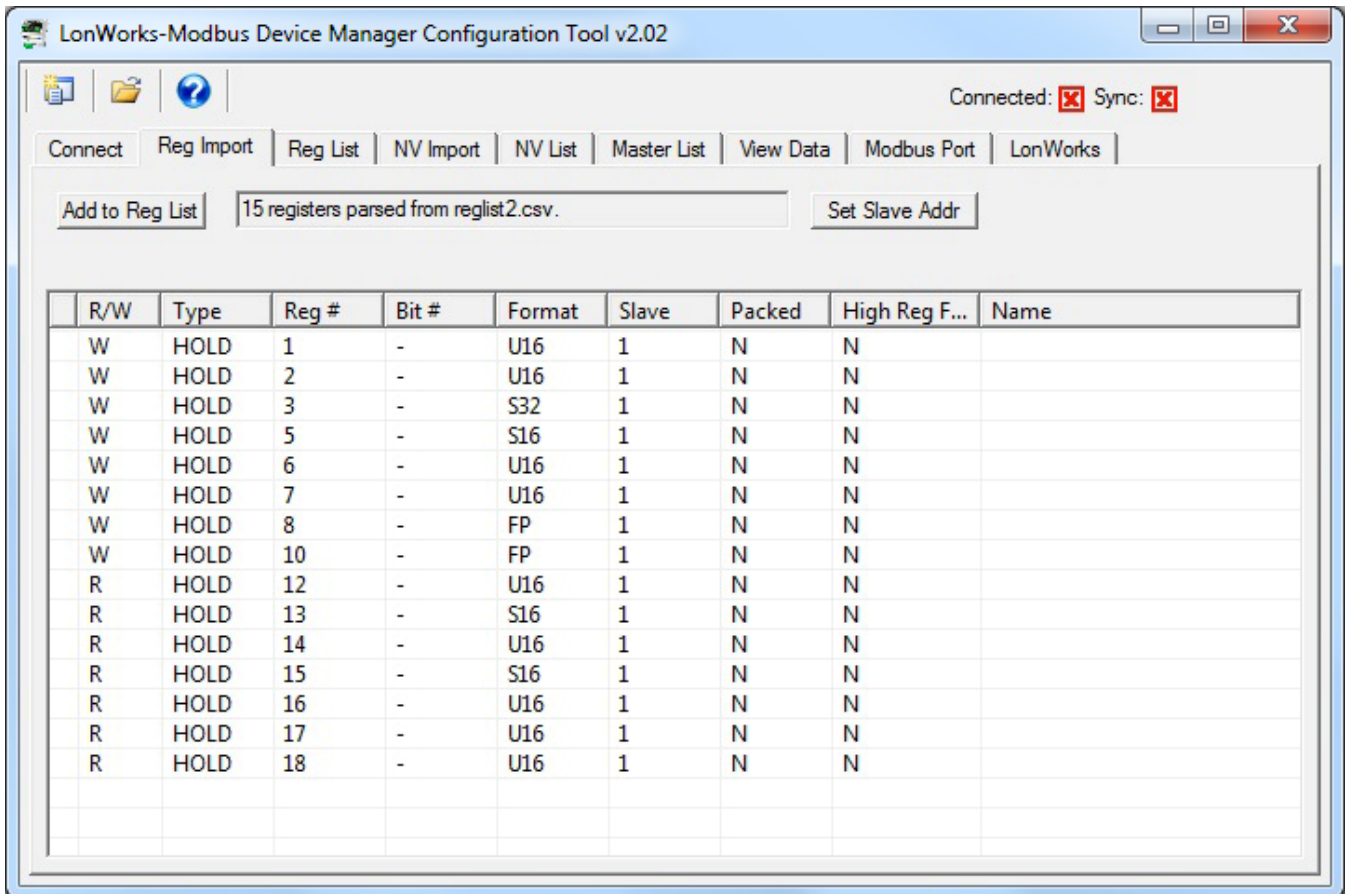 LonWorks-Modbus Device Manager Configuration Tool v2.02
Connected: Sync:
Connect Reg Import Reg List NV Import NV List Master List View Data Modbus Port LonWorks
Add to Reg List 15 registers parsed from reglist2.csv. Set Slave Addr
R/W Type Reg # Bit # Format Slave Packed High Reg F... Name
W HOLD 1 - U16 1 N N
W HOLD 2 - U16 1 N N
W HOLD 3 - S32 1 N N
W HOLD 5 - S16 1 N N
W HOLD 6 - U16 1 N N
W HOLD 7 - U16 1 N N
W HOLD 8 - FP 1 N N
W HOLD 10 - FP 1 N N
R HOLD 12 - U16 1 N N
R HOLD 13 - S16 1 N N
R HOLD 14 - U16 1 N N
R HOLD 15 - S16 1 N N
R HOLD 16 - U16 1 N N
R HOLD 17 - U16 1 N N
R HOLD 18 - U16 1 N N